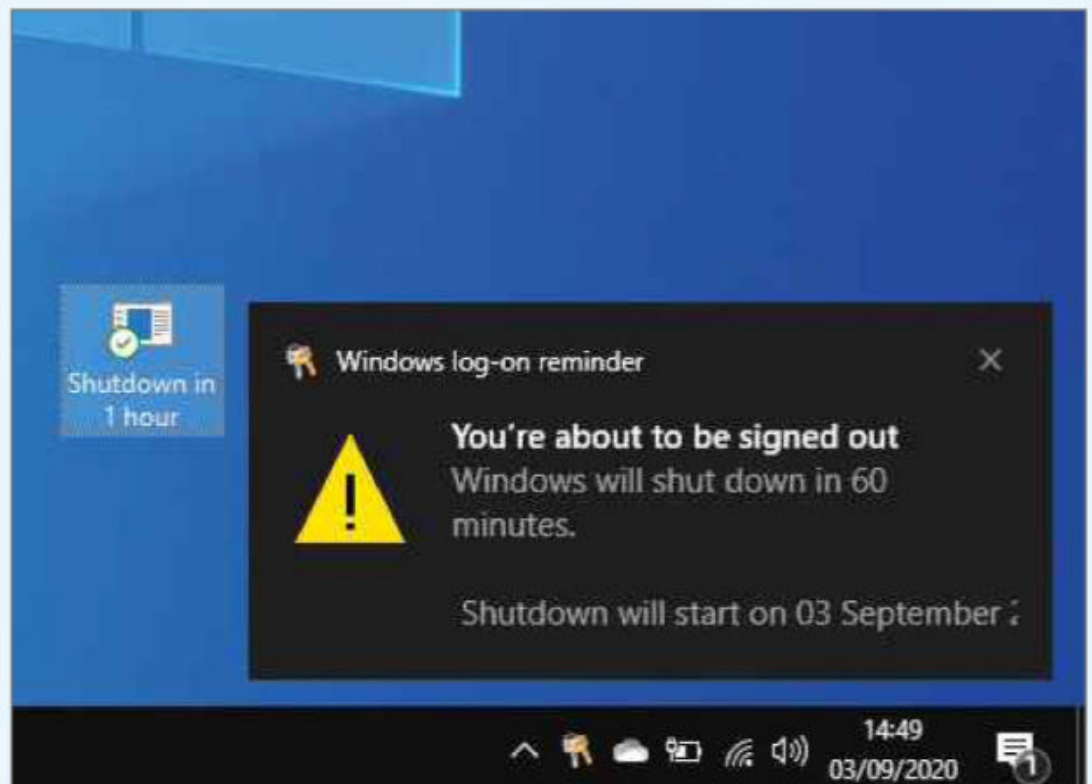 Shutdown in
1 hour
Windows log-on reminder
You're about to be signed out
Windows will shut down in 60
minutes.
Shutdown will start on 03 September
14:49
03/09/2020
1